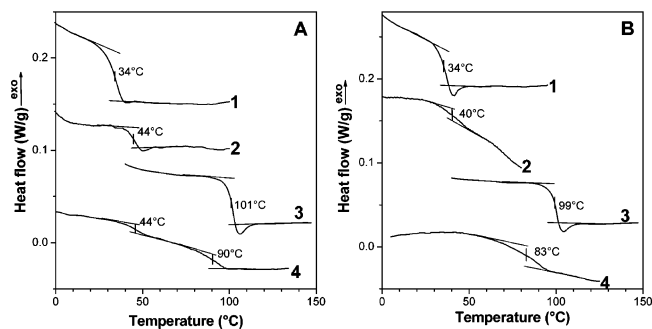 A
0.2
0.1
0.0
Heat flow (W/g) exo
34°C
1
44°C
2
101°C
3
44°C
90°C
4
0 50 100 150
Temperature (°C)
B
0.2
0.1
0.0
Heat flow (W/g) exo
34°C
1
40°C
2
99°C
3
83°C
4
0 50 100 150
Temperature (°C)